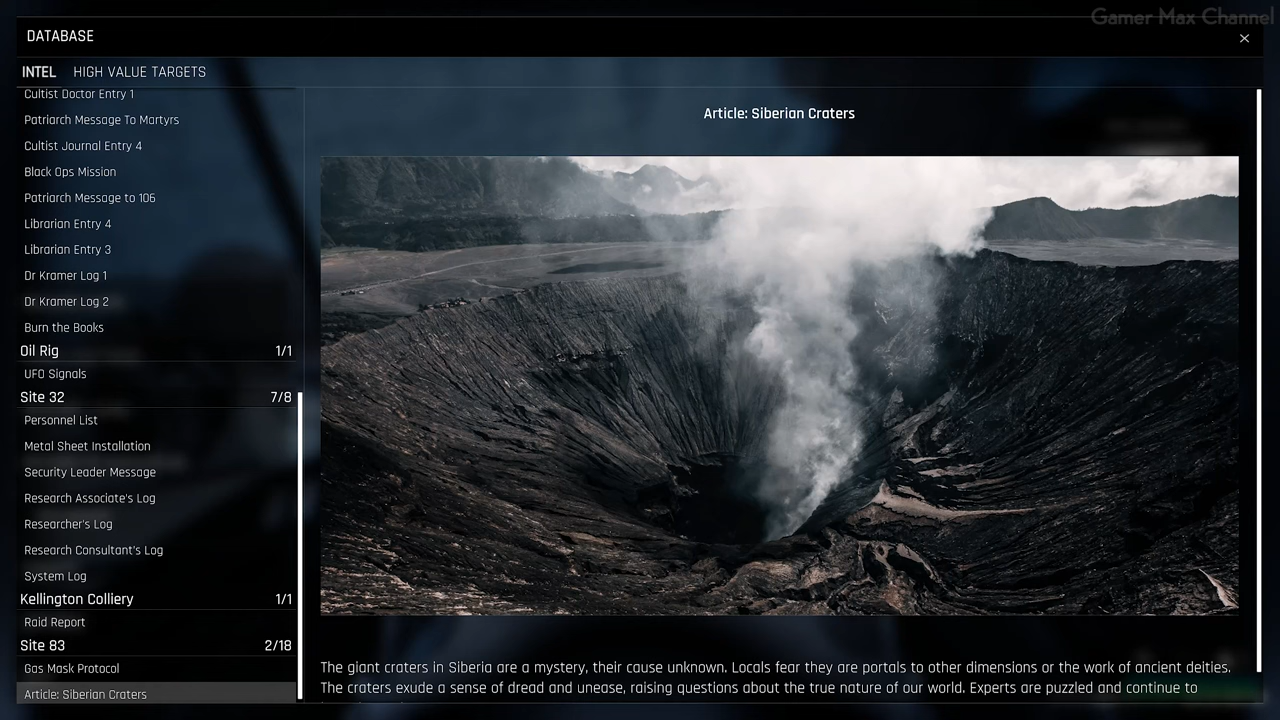 Gamer Max Channel
DATABASE
INTEL HIGH VALUE TARGETS
Cultist Doctor Entry 1
Patriarch Message To Martyrs
Cultist Journal Entry 4
Black Ops Mission
Patriarch Message to 106
Librarian Entry 4
Librarian Entry 3
Dr Kramer Log 1
Dr Kramer Log 2
Burn the Books
Oil Rig 1/1
UFO Signals
Site 32 7/8
Personnel List
Metal Sheet Installation
Security Leader Message
Research Associate's Log
Researcher's Log
Research Consultant's Log
System Log
Kellington Colliery 1/1
Raid Report
Site 83 2/18
Gas Mask Protocol
Article: Siberian Craters
Article: Siberian Craters
The giant craters in Siberia are a mystery, their cause unknown. Locals fear they are portals to other dimensions or the work of ancient deities.
The craters exude a sense of dread and unease, raising questions about the true nature of our world. Experts are puzzled and continue to